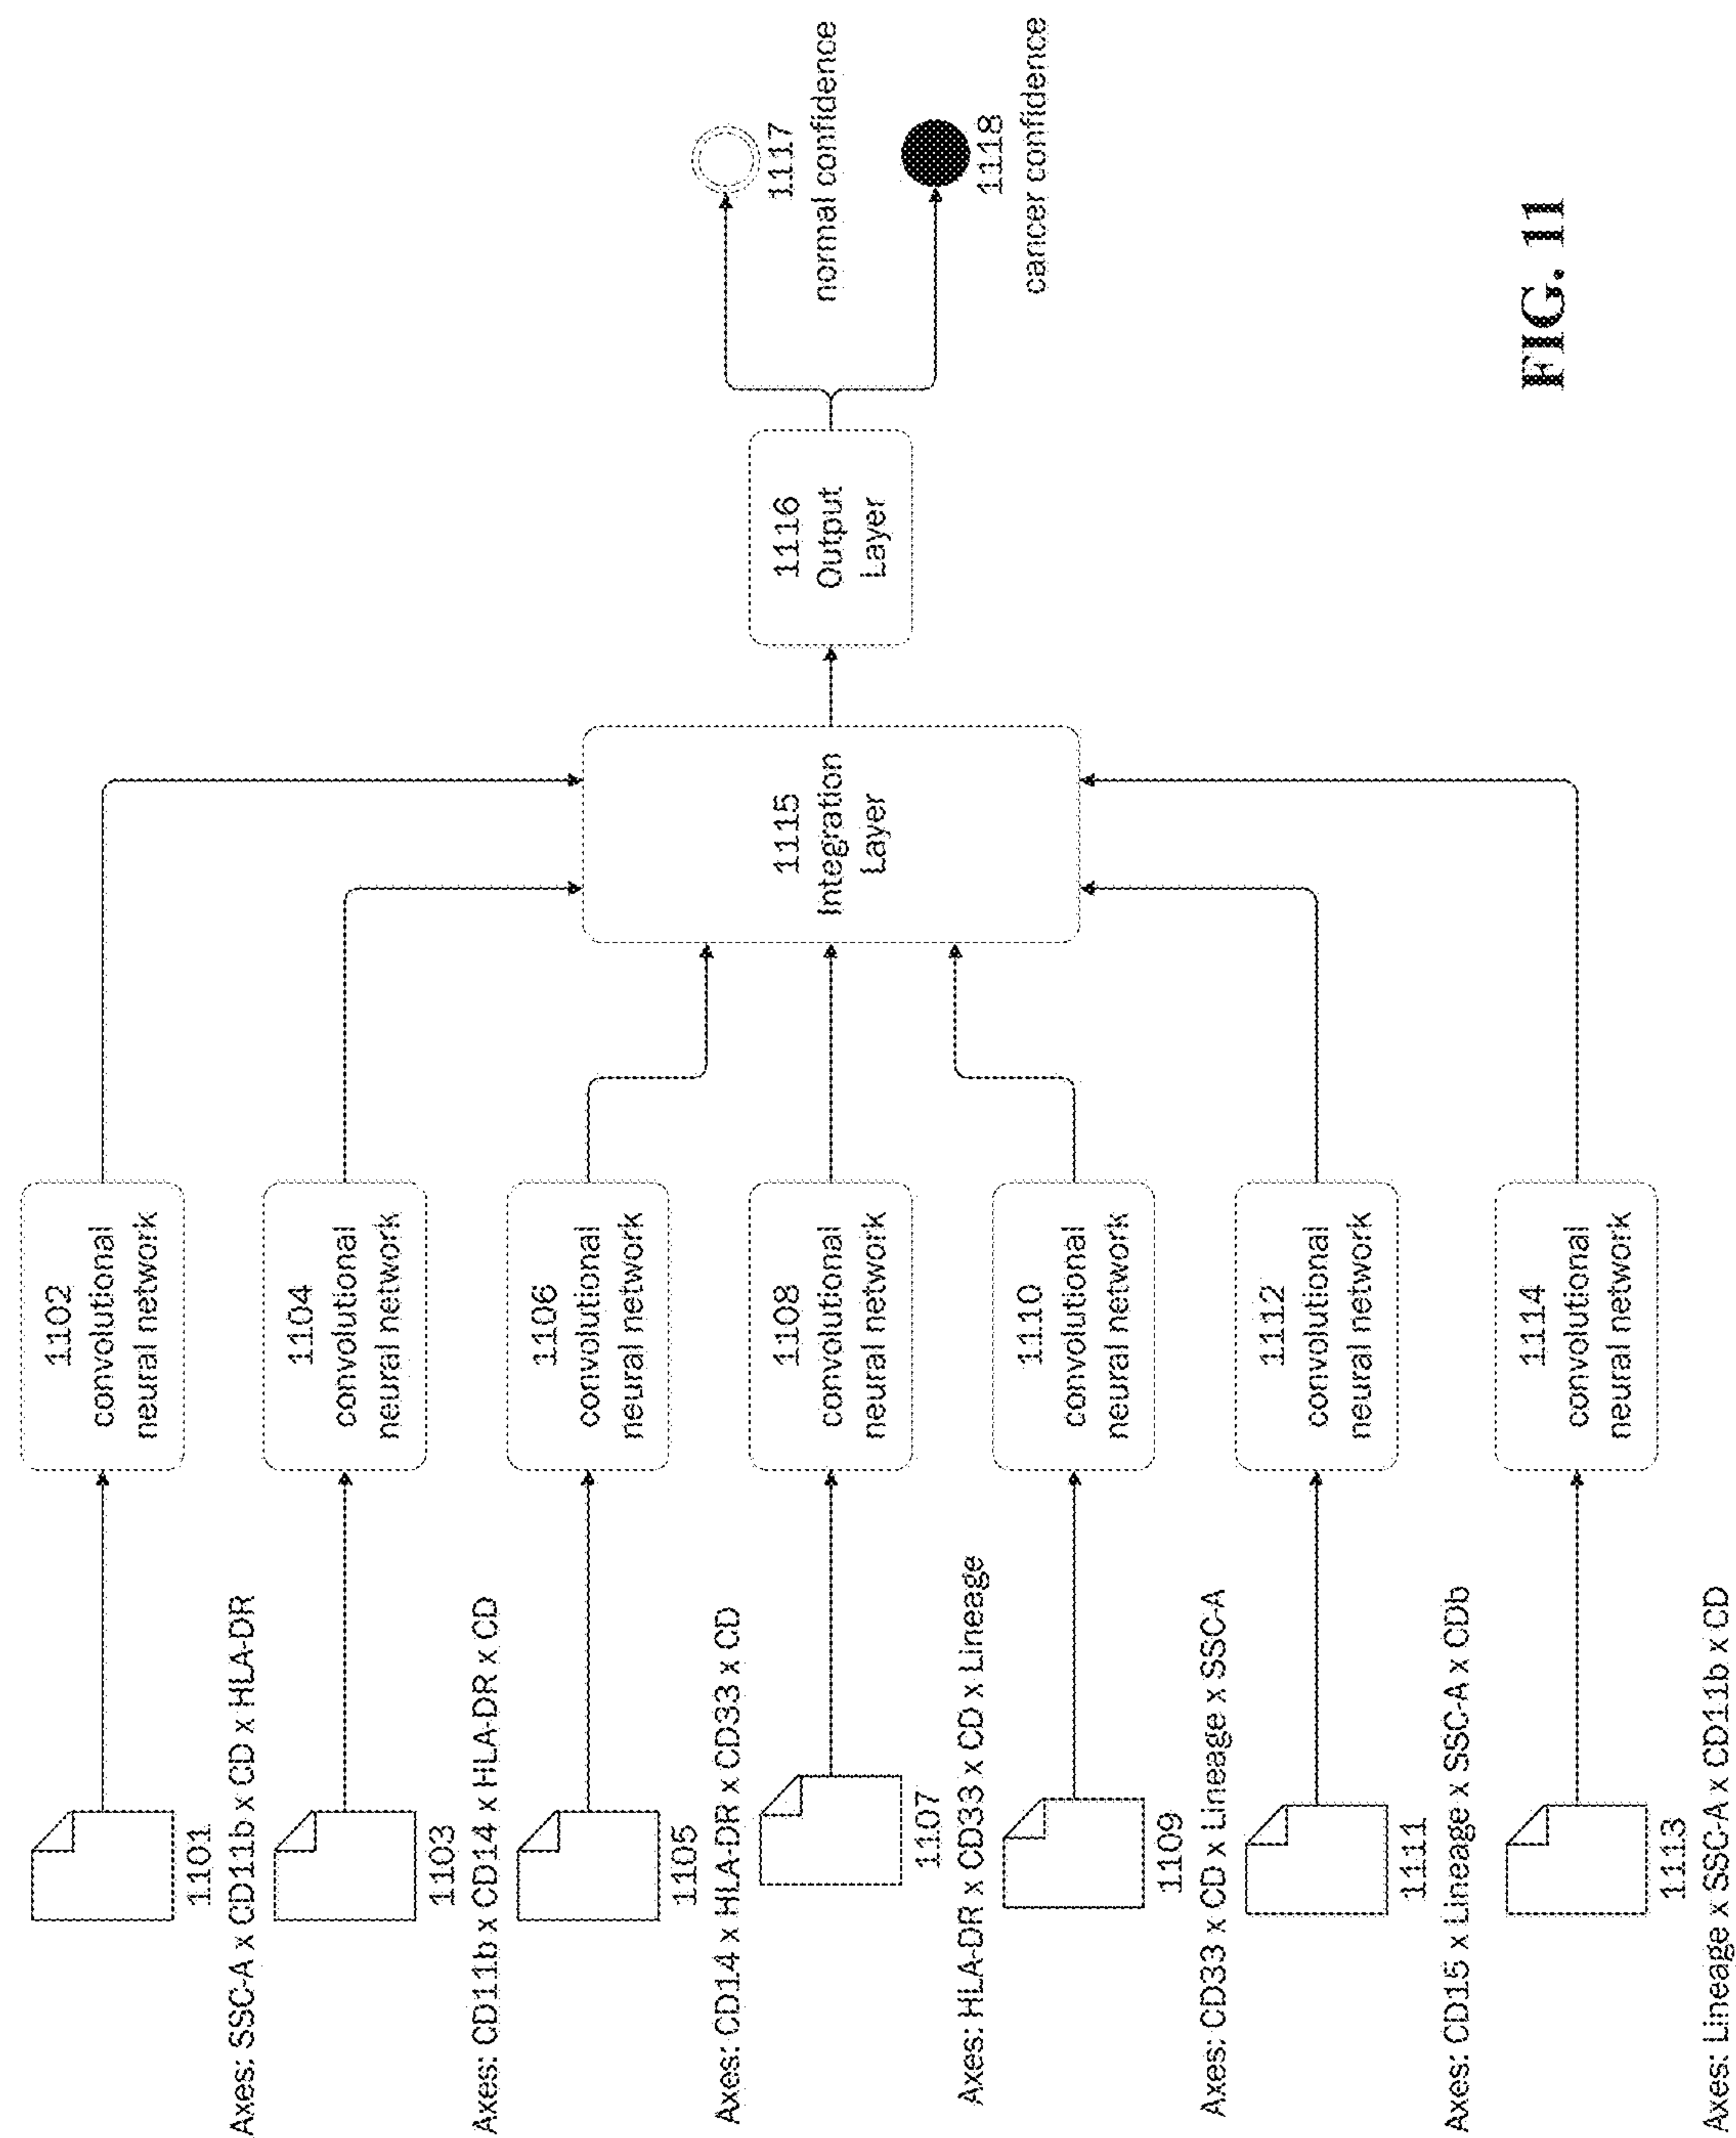 1101
Axes: SSC-A x CD11b x CD x HLA-DR
1102
convolutional
neural network
1103
Axes: CD11b x CD14 x HLA-DR x CD
1104
convolutional
neural network
1105
Axes: CD14 x HLA-DR x CD33 x CD
1106
convolutional
neural network
1107
Axes: HLA-DR x CD33 x CD x Lineage
1108
convolutional
neural network
1109
Axes: CD33 x CD x Lineage x SSC-A
1110
convolutional
neural network
1111
Axes: CD15 x Lineage x SSC-A x CDb
1112
convolutional
neural network
1113
Axes: Lineage x SSC-A x CD11b x CD
1114
convolutional
neural network
1115
Integration
Layer
1116
Output
Layer
1117
normal confidence
1118
cancer confidence
FIG. 11